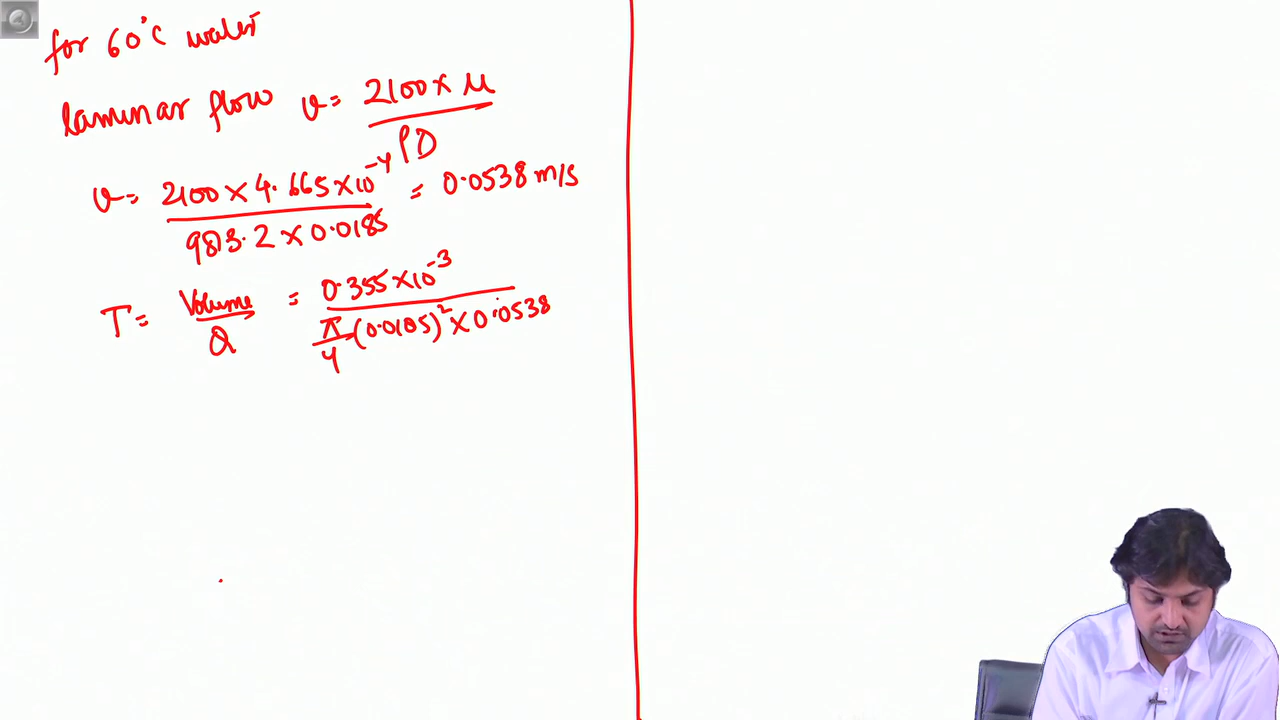 for 60°C water
laminar flow v = 2100 × μ / ρD
v = 2100 × 4.665 × 10^-4 / 983.2 × 0.0185 = 0.0538 m/s
T = Volume / Q = 0.355 × 10^-3 / π/4 (0.0185)^2 × 0.0538